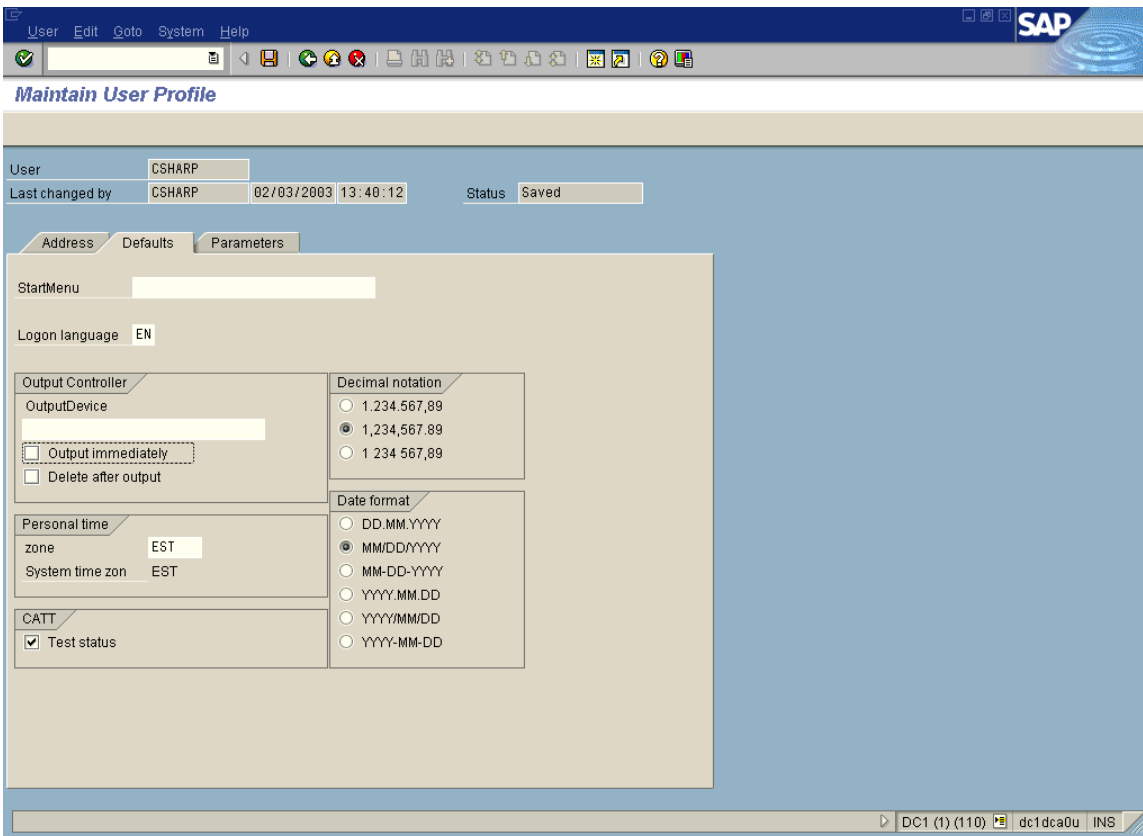 User Edit Goto System Help
SAP
Maintain User Profile
User CSHARP
Last changed by CSHARP 02/03/2003 13:40:12 Status Saved
Address Defaults Parameters
StartMenu
Logon language EN
Output Controller
OutputDevice
Output immediately
Delete after output
Personal time
zone EST
System time zon EST
CATT
Test status
Decimal notation
1.234.567,89
1,234,567.89
1 234 567,89
Date format
DD.MM.YYYY
MM/DD/YYYY
MM-DD-YYYY
YYYY.MM.DD
YYYY/MM/DD
YYYY-MM-DD
DC1 (1) (110) dc1dca0u INS